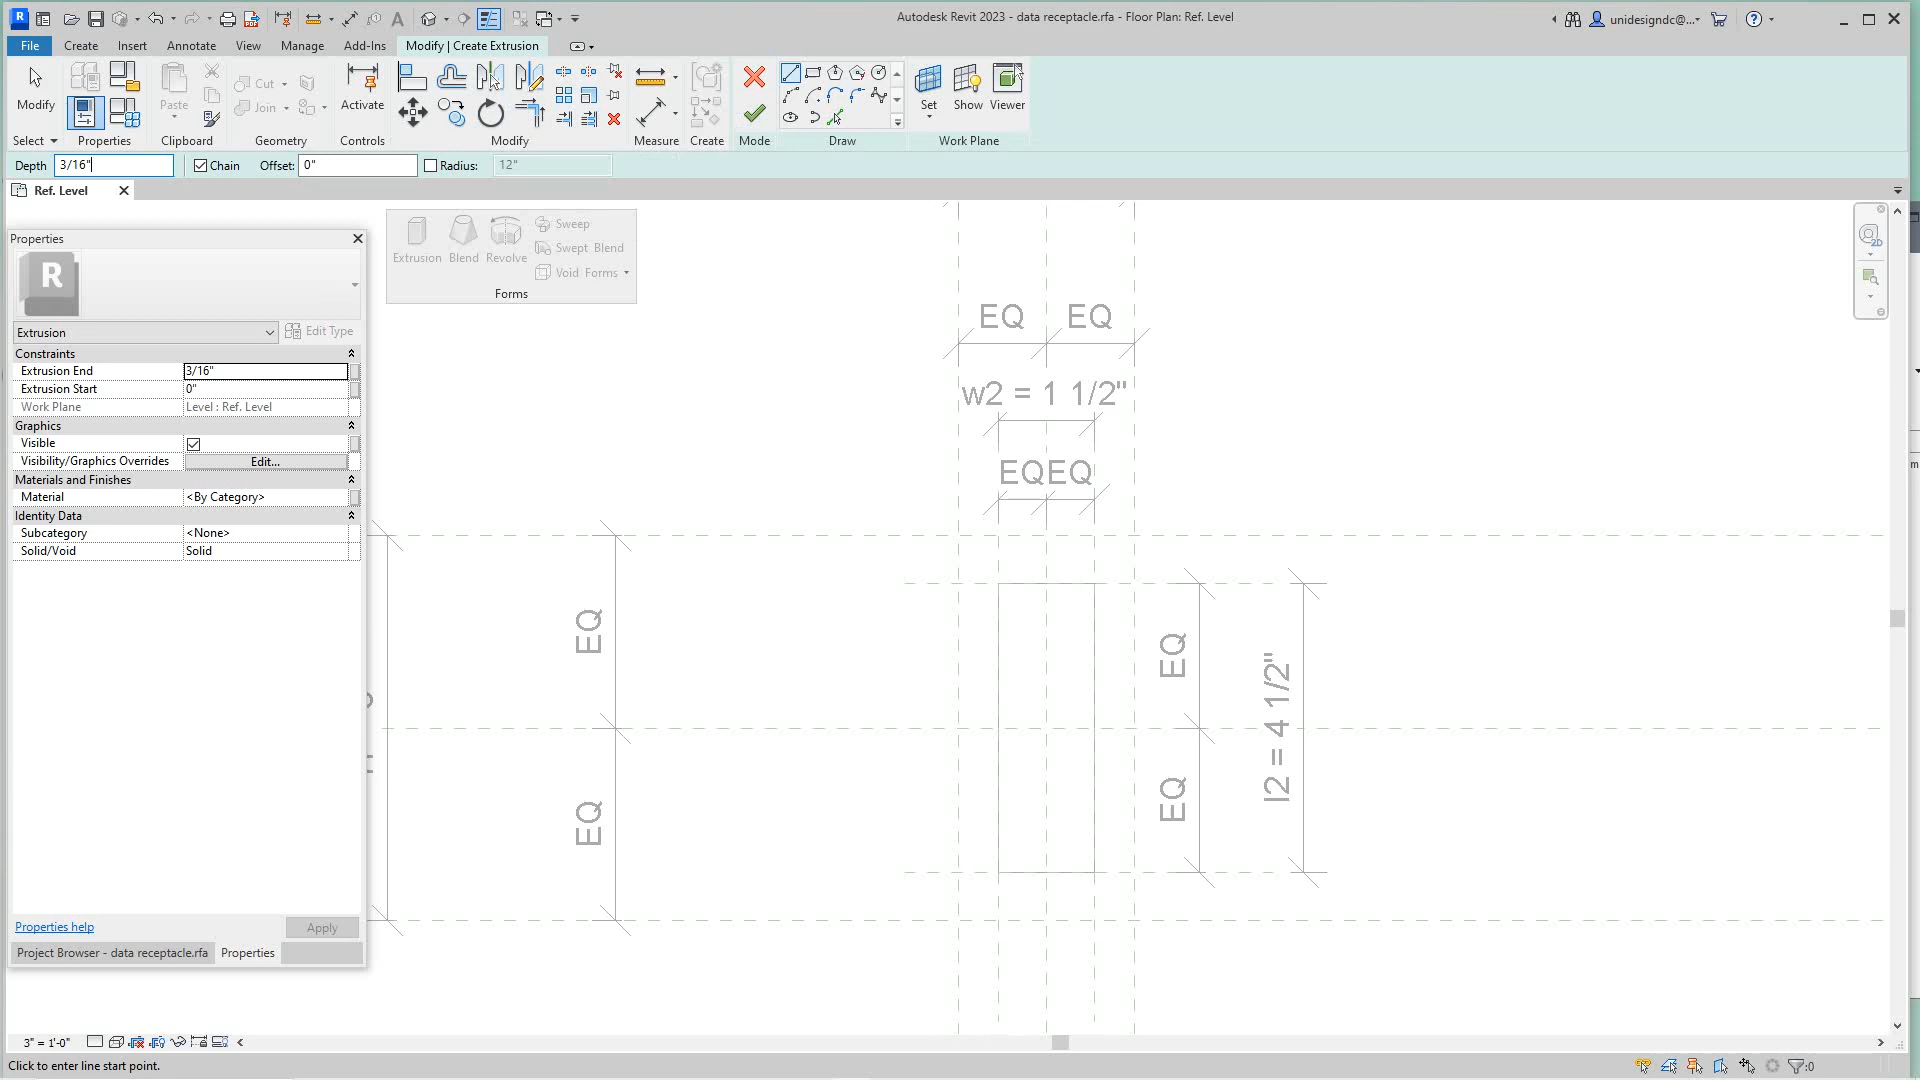 Autodesk Revit 2023 - data receptacle.rfa - Floor Plan: Ref. Level
unidesigndc@...
File Create Insert Annotate View Manage Add-Ins Modify | Create Extrusion
Modify
Paste
Cut
Join
Activate
Set
Show
Viewer
Select Properties Clipboard Geometry Controls Modify Measure Create Mode Draw Work Plane
Depth 3/16" Chain Offset: 0" Radius: 12"
Ref. Level
Properties
Extrusion
Edit Type
Constraints
Extrusion End 3/16"
Extrusion Start 0"
Work Plane Level : Ref. Level
Graphics
Visible
Visibility/Graphics Overrides Edit...
Materials and Finishes
Material <By Category>
Identity Data
Subcategory <None>
Solid/Void Solid
Properties help
Apply
Project Browser - data receptacle.rfa Properties
Extrusion Blend Revolve
Sweep
Swept Blend
Void Forms
Forms
EQ EQ
w2 = 1 1/2"
EQEQ
EQ
EQ
EQ
EQ
l2 = 4 1/2"
2D
3" = 1'-0"
Click to enter line start point.
:0